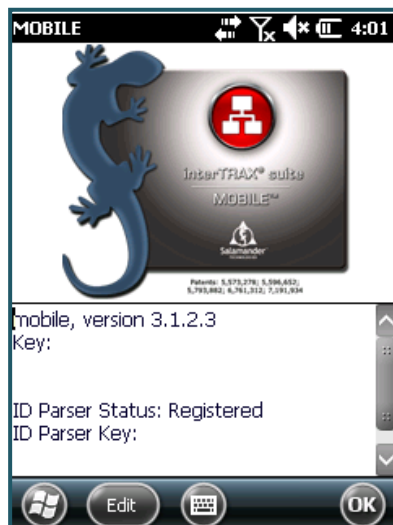 MOBILE 4:01
interTRAX® suite
MOBILE™
Salamander
TECHNOLOGIES
Patents: 5,573,278; 5,596,652;
5,793,882; 6,761,312; 7,191,934
mobile, version 3.1.2.3
Key:
ID Parser Status: Registered
ID Parser Key:
Edit OK